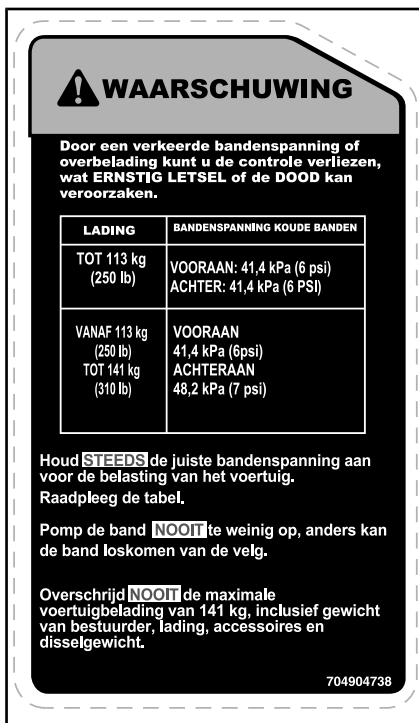 WAARSCHUWING
Door een verkeerde bandenspanning of
overbelading kunt u de controle verliezen,
wat ERNSTIG LETSEL of de DOOD kan
veroorzaken.
LADING
BANDENSPANNING KOUDE BANDEN
TOT 113 kg
(250 lb)
VOORAAN: 41,4 kPa (6 psi)
ACHTER: 41,4 kPa (6 PSI)
VANAF 113 kg
(250 lb)
TOT 141 kg
(310 lb)
VOORAAN
41,4 kPa (6psi)
ACHTERAAN
48,2 kPa (7 psi)
Houd STEEDS de juiste bandenspanning aan
voor de belasting van het voertuig.
Raadpleeg de tabel.
Pomp de band NOOIT te weinig op, anders kan
de band loskomen van de velg.
Overschrijd NOOIT de maximale
voertuigbelading van 141 kg, inclusief gewicht
van bestuurder, lading, accessoires en
disselgewicht.
704904738